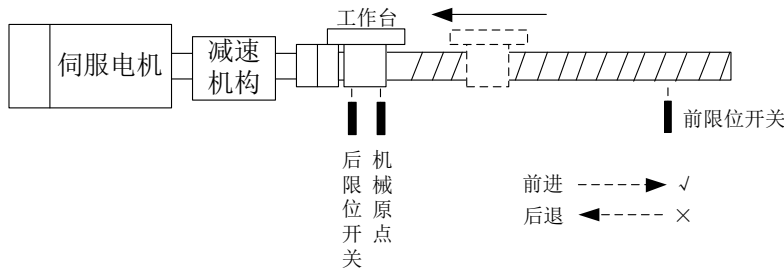 工作台
伺服电机
减速
机构
前限位开关
后限位开关
机械原点
前进 √
后退 ×